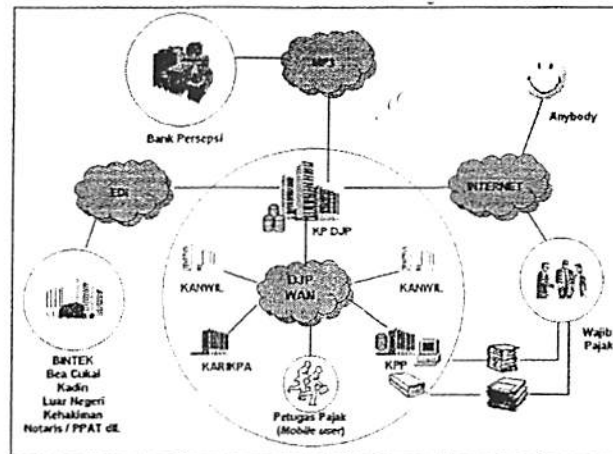 MP3
Bank Persepsi
Anybody
EDI
INTERNET
KP DJP
KANWIL
DJP
WAN
KANWIL
Wajib
Pajak
KARIKPA
KPP
BINTEK
Bea Cukai
Kadin
Luar Negeri
Kehakiman
Notaris / PPAT dll.
Petugas Pajak
(Mobile user)